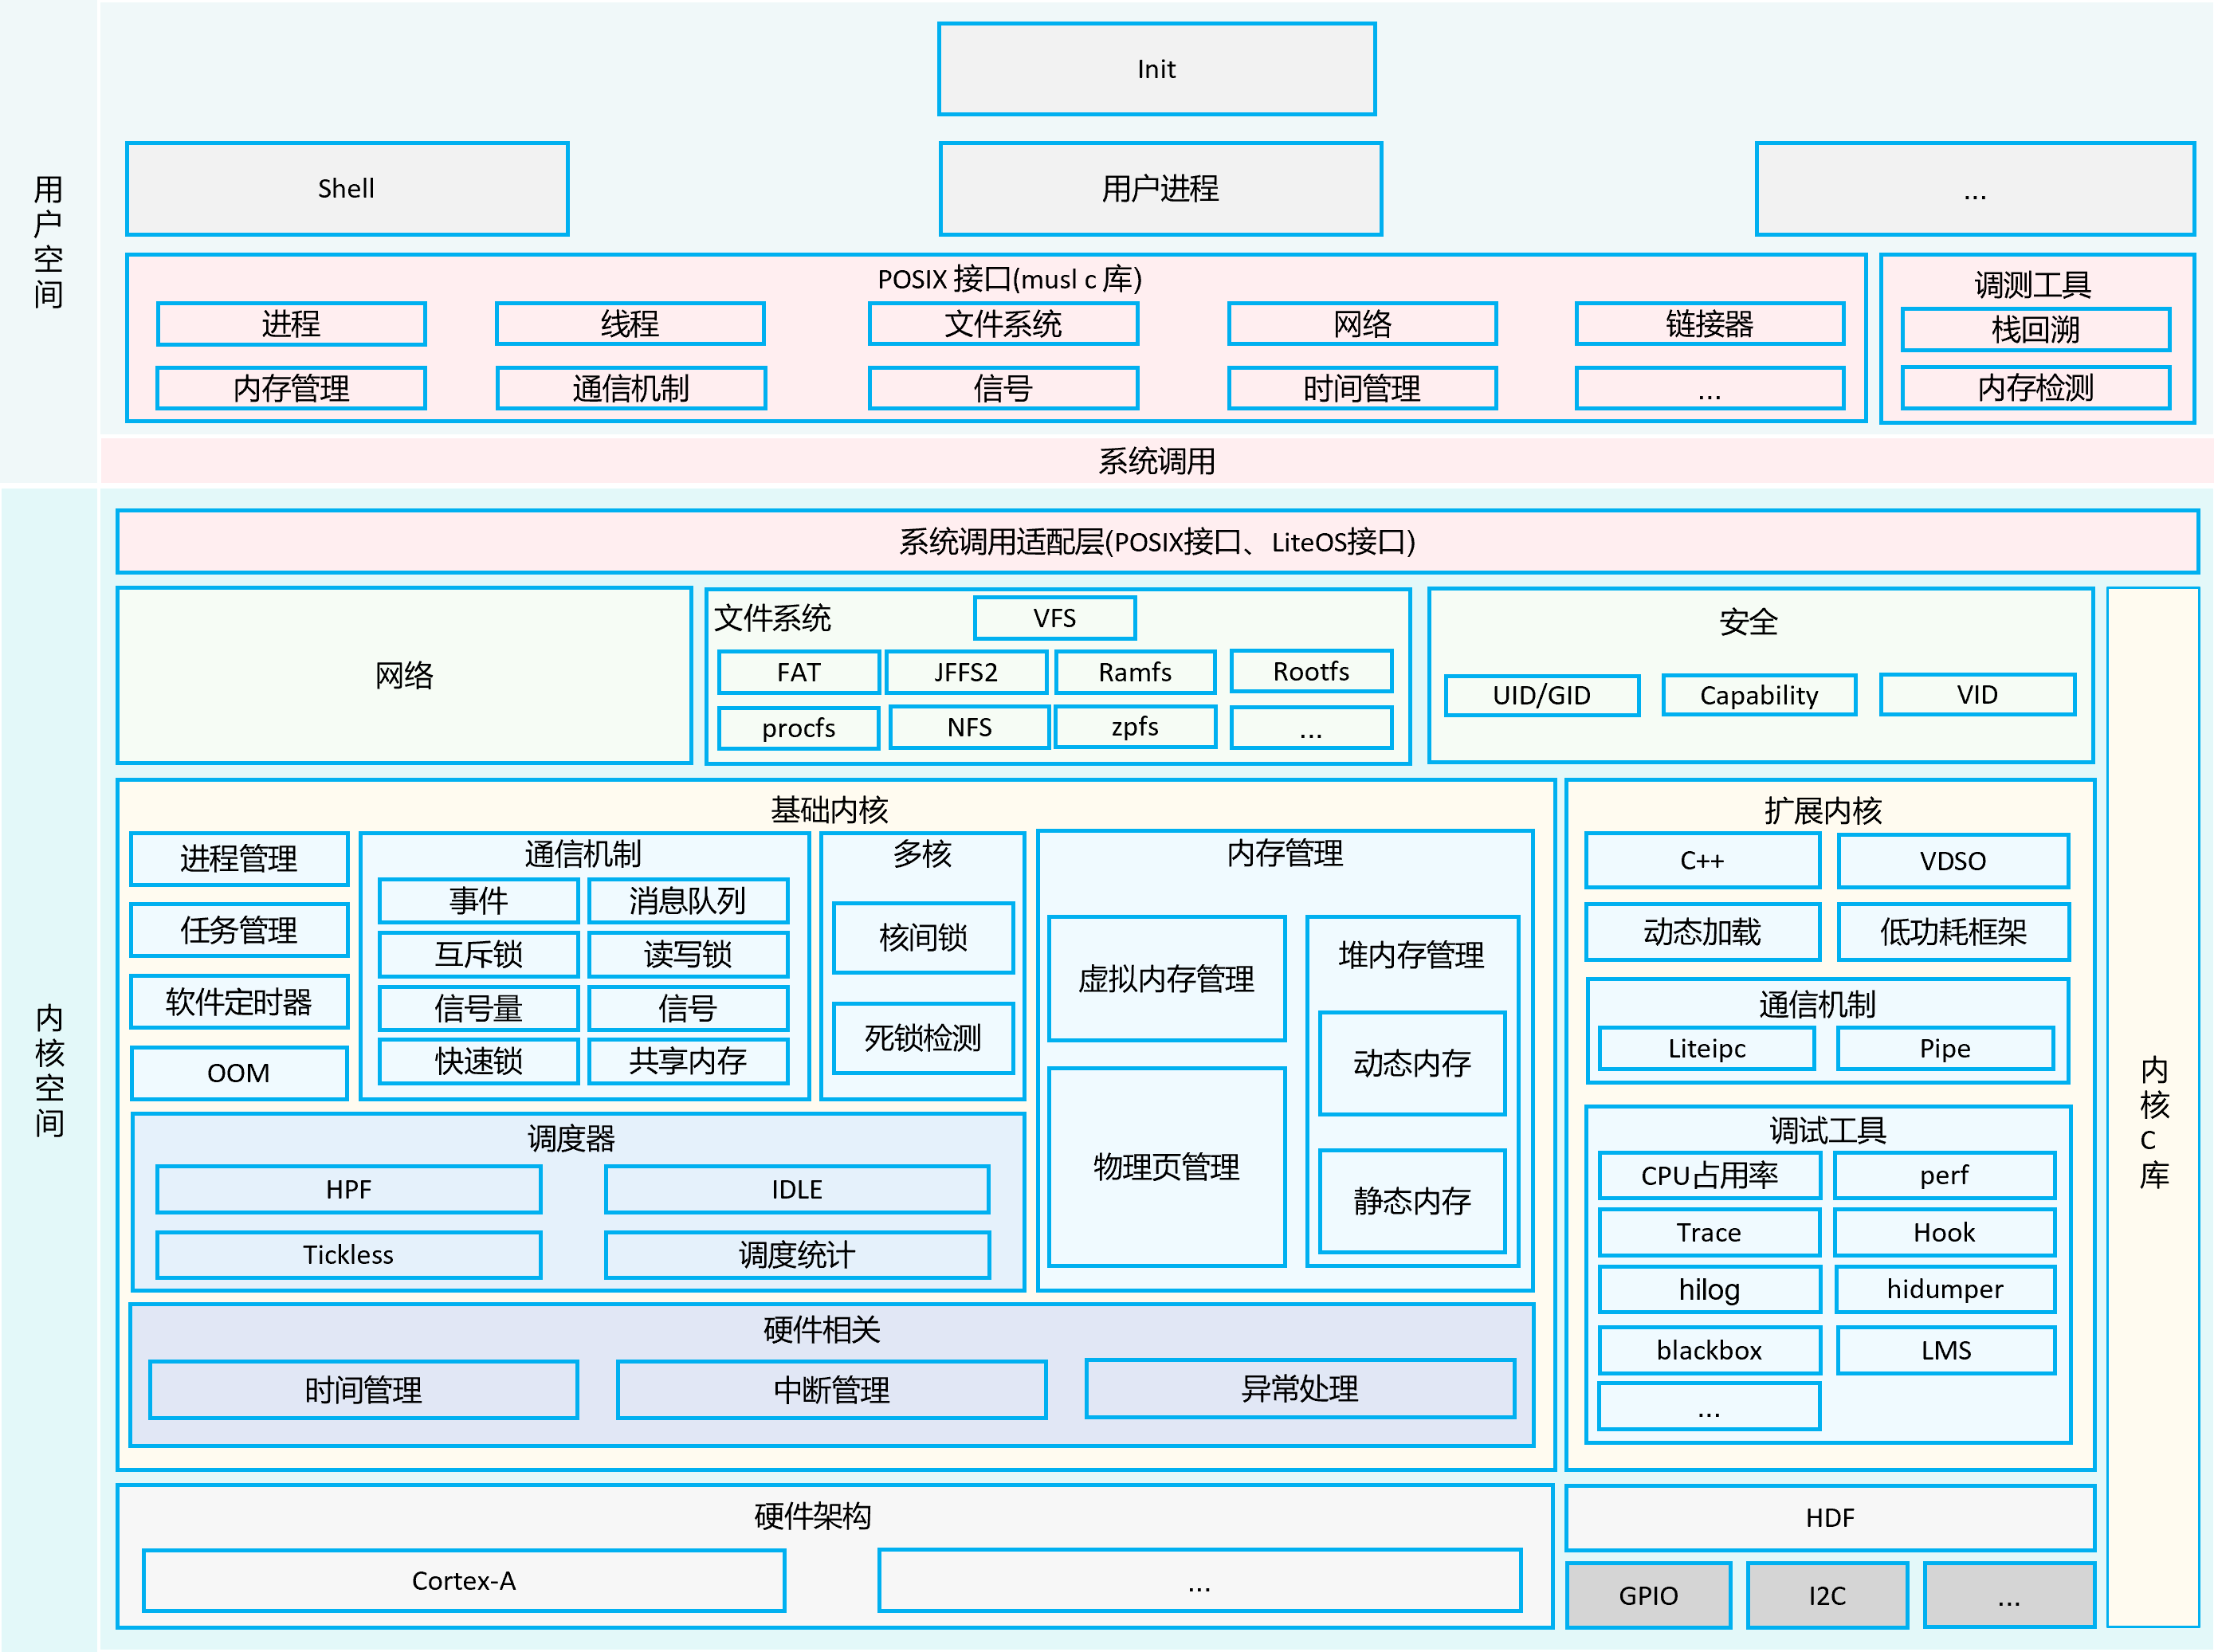 用户空间
Init
Shell
用户进程
...
POSIX 接口(musl c 库)
进程
线程
文件系统
网络
链接器
内存管理
通信机制
信号
时间管理
...
调测工具
栈回溯
内存检测
系统调用
内核空间
系统调用适配层(POSIX接口、LiteOS接口)
网络
文件系统
VFS
FAT
JFFS2
Ramfs
Rootfs
procfs
NFS
zpfs
...
安全
UID/GID
Capability
VID
基础内核
进程管理
任务管理
软件定时器
OOM
通信机制
事件
消息队列
互斥锁
读写锁
信号量
信号
快速锁
共享内存
多核
核间锁
死锁检测
内存管理
虚拟内存管理
物理页管理
堆内存管理
动态内存
静态内存
调度器
HPF
IDLE
Tickless
调度统计
硬件相关
时间管理
中断管理
异常处理
扩展内核
C++
VDSO
动态加载
低功耗框架
通信机制
Liteipc
Pipe
调试工具
CPU占用率
perf
Trace
Hook
hilog
hidumper
blackbox
LMS
...
内核C库
硬件架构
Cortex-A
...
HDF
GPIO
I2C
...